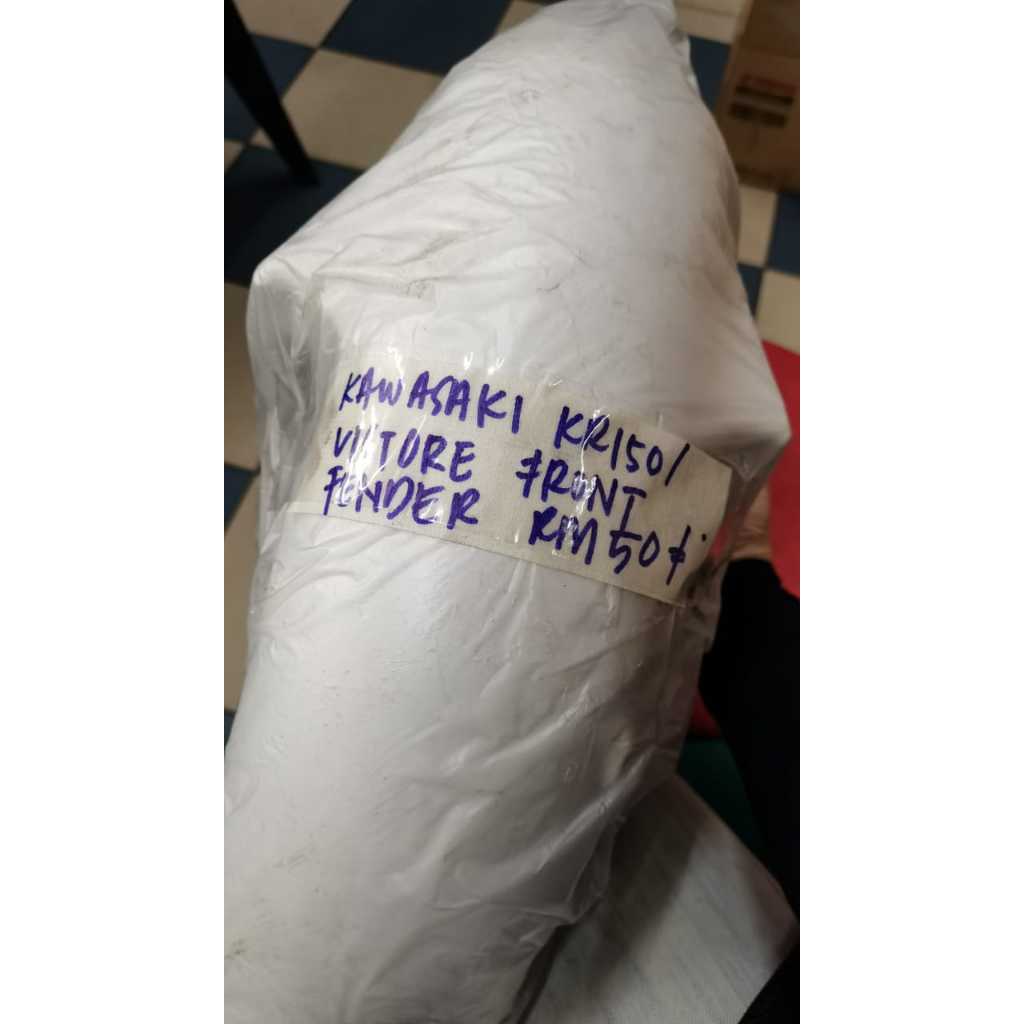 KAWASAKI KR150/
VICTORE FRONT
FENDER RM50